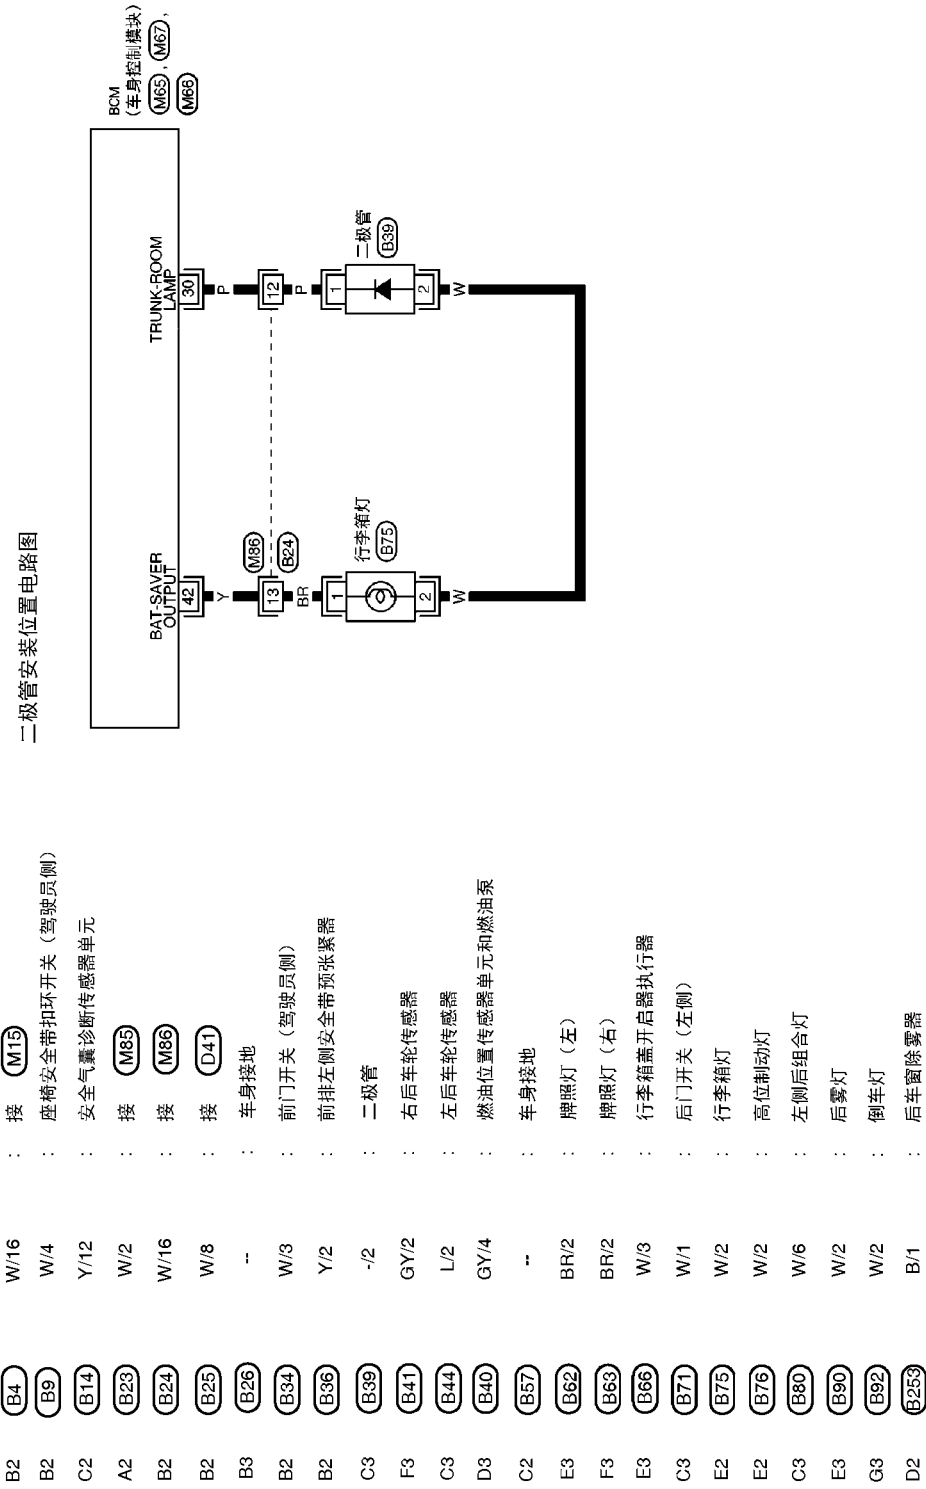 二极管安装位置电路图
BCM
（车身控制模块）
M65 , M67 ,
M66
BAT-SAVER
OUTPUT
TRUNK-ROOM
LAMP
42
30
Y
P
M86
13
12
B24
BR
P
行李箱灯
B75
二极管
B39
1
1
2
2
W
W
B2 B4 W/16 : 接 M15
B2 B9 W/4 : 座椅安全带扣环开关（驾驶员侧）
C2 B14 Y/12 : 安全气囊诊断传感器单元
A2 B23 W/2 : 接 M85
B2 B24 W/16 : 接 M86
B2 B25 W/8 : 接 D41
B3 B26 -- : 车身接地
B2 B34 W/3 : 前门开关（驾驶员侧）
B2 B36 Y/2 : 前排左侧安全带预张紧器
C3 B39 -/2 : 二极管
F3 B41 GY/2 : 右后车轮传感器
C3 B44 L/2 : 左后车轮传感器
D3 B40 GY/4 : 燃油位置传感器单元和燃油泵
C2 B57 -- : 车身接地
E3 B62 BR/2 : 牌照灯（左）
F3 B63 BR/2 : 牌照灯（右）
E3 B66 W/3 : 行李箱盖开启器执行器
C3 B71 W/1 : 后门开关（左侧）
E2 B75 W/2 : 行李箱灯
E2 B76 W/2 : 高位制动灯
C3 B80 W/6 : 左侧后组合灯
E3 B90 W/2 : 后雾灯
G3 B92 W/2 : 倒车灯
D2 B253 B/1 : 后车窗除雾器